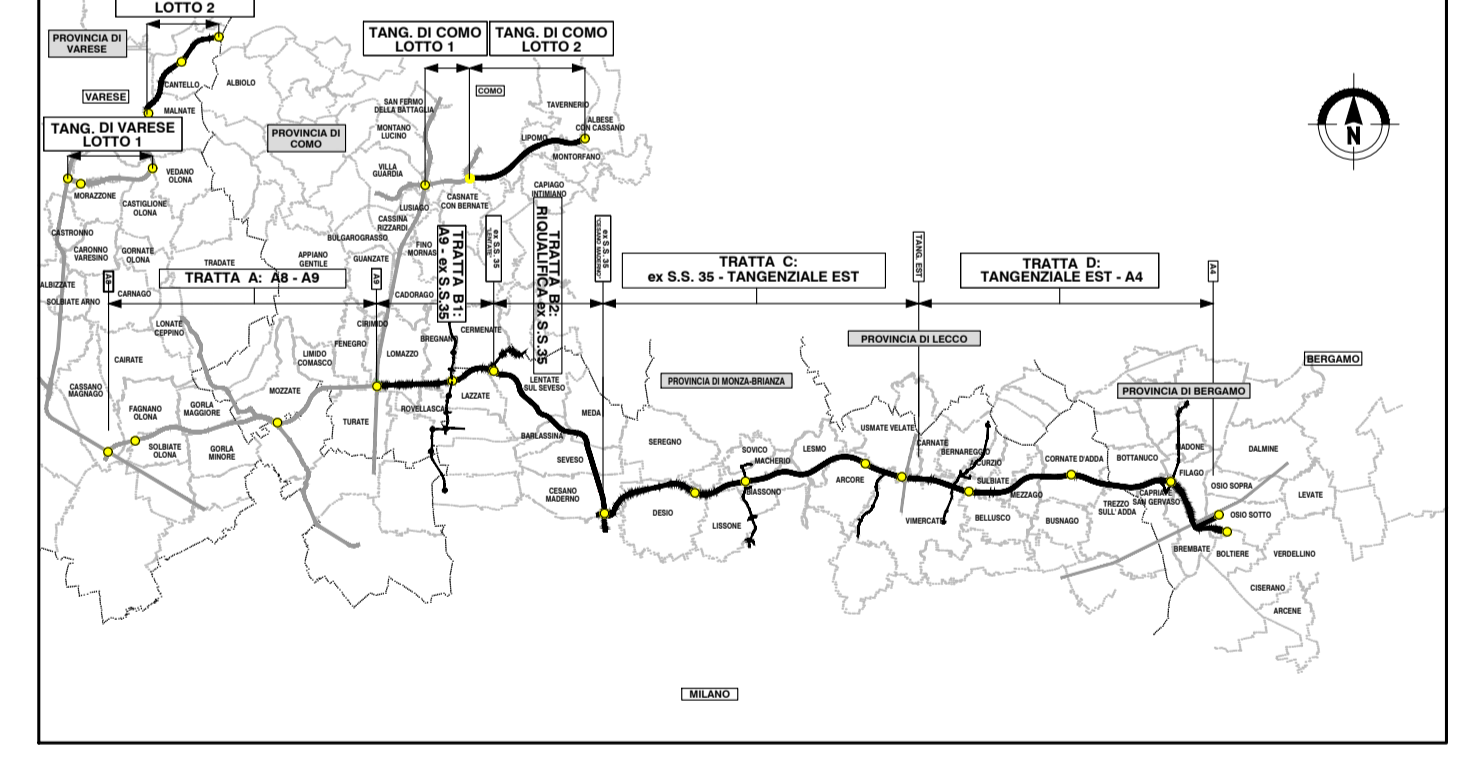 LOTTO 2
PROVINCIA DI
VARESE
CANTELLO
ALBIOLO
VARESE
MALNATE
TANG. DI VARESE
LOTTO 1
PROVINCIA DI
COMO
TANG. DI COMO
LOTTO 1
TANG. DI COMO
LOTTO 2
COMO
SAN FERMO
DELLA BATTAGLIA
MONTANO
LUCINO
TAVERNERIO
ALBESE
CON CASSANO
LIPOMO
MONTORFANO
VILLA
GUARDIA
CAPIAGO
INTIMIANO
CASNATE
CON BERNATE
LUSIAGO
CASSINA
RIZZARDI
BULGAROGRASSO
FINO
MORNAS
GUANZATE
APPIANO
GENTILE
VEDANO
OLONA
MORAZZONE
CASTIGLIONE
OLONA
CASTRONNO
CARONNO
VARESINO
GORNATE
OLONA
TRADATE
ALBIZZATE
SOLBIATE ARNO
CARNAGO
A8
TRATTA A: A8 - A9
A9
TRATTA B1:
A9 - ex S.S.35
ex S.S. 35
"LENTATE"
TRATTA B2:
RIQUALIFICA ex S.S.35
ex S.S. 35
"CESANO MADERNO"
TRATTA C:
ex S.S. 35 - TANGENZIALE EST
TANG. EST
TRATTA D:
TANGENZIALE EST - A4
A4
N
CADORAGO
CIRIMIDO
FENEGRO
LOMAZZO
BREGNANO
CERMENATE
LONATE
CEPPINO
LIMIDO
COMASCO
CAIRATE
CASSANO
MAGNAGO
MOZZATE
FAGNANO
OLONA
GORLA
MAGGIORE
SOLBIATE
OLONA
GORLA
MINORE
TURATE
ROVELLASCA
LAZZATE
LENTATE
SUL SEVESO
MEDA
BARLASSINA
SEVESO
CESANO
MADERNO
PROVINCIA DI LECCO
PROVINCIA DI MONZA-BRIANZA
BERGAMO
PROVINCIA DI BERGAMO
SEREGNO
SOVICO
MACHERIO
LESMO
USMATE VELATE
CARNATE
BERNAREGGIO
CORNATE D'ADDA
BOTTANUCO
MADONE
FILAGO
DALMINE
DESIO
LISSONE
BIASSONO
ARCORE
SULBIATE
MEZZAGO
VIMERCATE
BELLUSCO
BUSNAGO
TREZZO
SULL' ADDA
CAPRIATE
SAN GERVASO
OSIO SOPRA
LEVATE
OSIO SOTTO
BREMBATE
BOLTIERE
VERDELLINO
CISERANO
ARCENE
MILANO